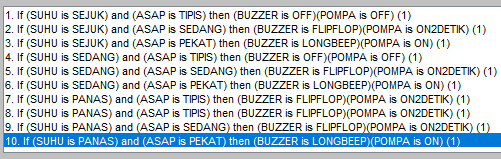 1. If (SUHU is SEJUK) and (ASAP is TIPIS) then (BUZZER is OFF)(POMPA is OFF) (1)
2. If (SUHU is SEJUK) and (ASAP is SEDANG) then (BUZZER is FLIPFLOP)(POMPA is ON2DETIK) (1)
3. If (SUHU is SEJUK) and (ASAP is PEKAT) then (BUZZER is LONGBEEP)(POMPA is ON) (1)
4. If (SUHU is SEDANG) and (ASAP is TIPIS) then (BUZZER is OFF)(POMPA is OFF) (1)
5. If (SUHU is SEDANG) and (ASAP is SEDANG) then (BUZZER is FLIPFLOP)(POMPA is ON2DETIK) (1)
6. If (SUHU is SEDANG) and (ASAP is PEKAT) then (BUZZER is LONGBEEP)(POMPA is ON) (1)
7. If (SUHU is PANAS) and (ASAP is TIPIS) then (BUZZER is FLIPFLOP)(POMPA is ON2DETIK) (1)
8. If (SUHU is PANAS) and (ASAP is TIPIS) then (BUZZER is FLIPFLOP)(POMPA is ON2DETIK) (1)
9. If (SUHU is PANAS) and (ASAP is SEDANG) then (BUZZER is FLIPFLOP)(POMPA is ON2DETIK) (1)
10. If (SUHU is PANAS) and (ASAP is PEKAT) then (BUZZER is LONGBEEP)(POMPA is ON) (1)